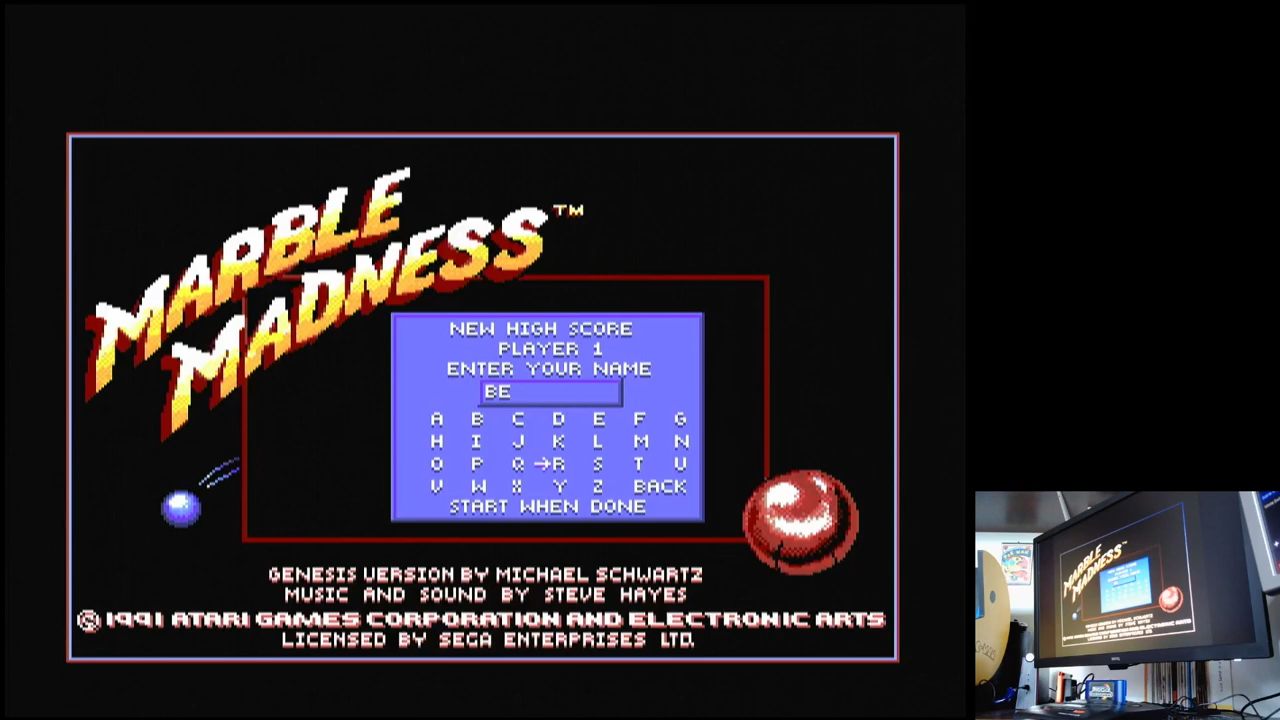 MARBLE
MADNESS™
NEW HIGH SCORE
PLAYER 1
ENTER YOUR NAME
BE
A B C D E F G
H I J K L M N
O P Q →R S T U
V W X Y Z BACK
START WHEN DONE
GENESIS VERSION BY MICHAEL SCHWARTZ
MUSIC AND SOUND BY STEVE HAYES
© 1991 ATARI GAMES CORPORATION AND ELECTRONIC ARTS
LICENSED BY SEGA ENTERPRISES LTD.
MARBLE
MADNESS™